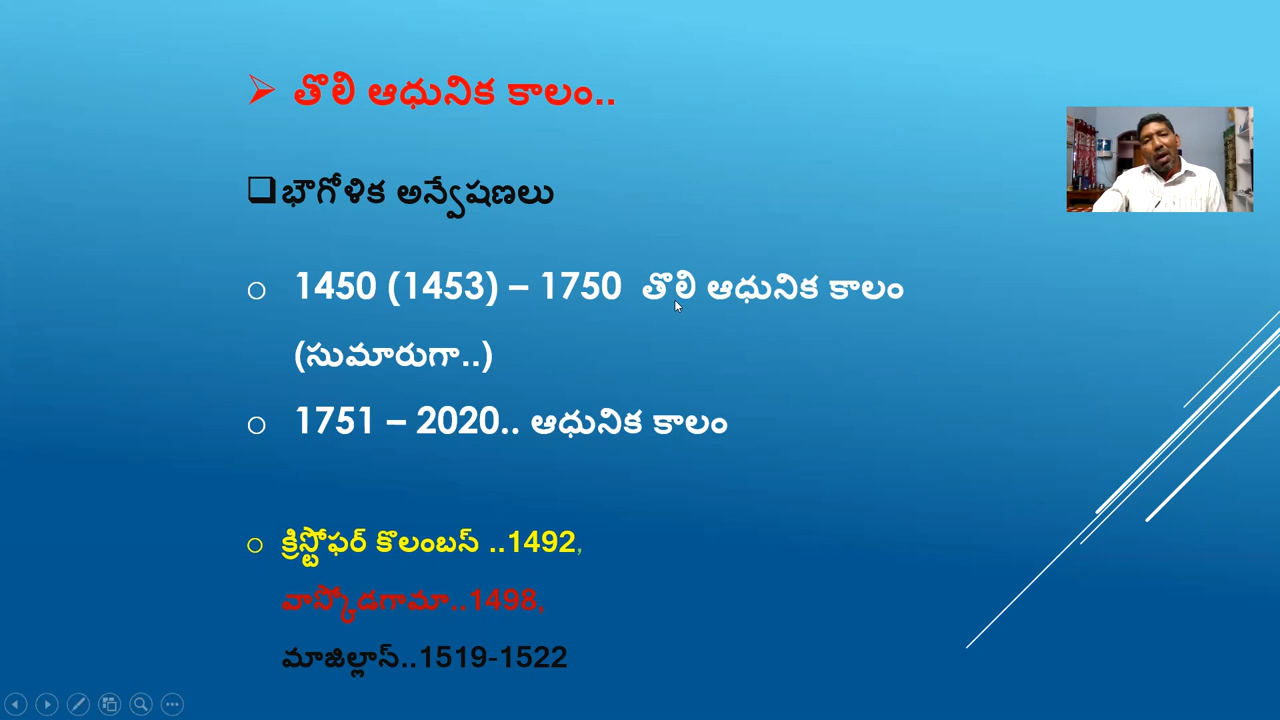 తొలి ఆధునిక కాలం..
భౌగోళిక అన్వేషణలు
1450 (1453) – 1750 తొలి ఆధునిక కాలం
(సుమారుగా..)
1751 – 2020.. ఆధునిక కాలం
క్రిస్టోఫర్ కొలంబస్ ..1492,
వాస్కోడగామా..1498,
మాజిల్లాస్..1519-1522